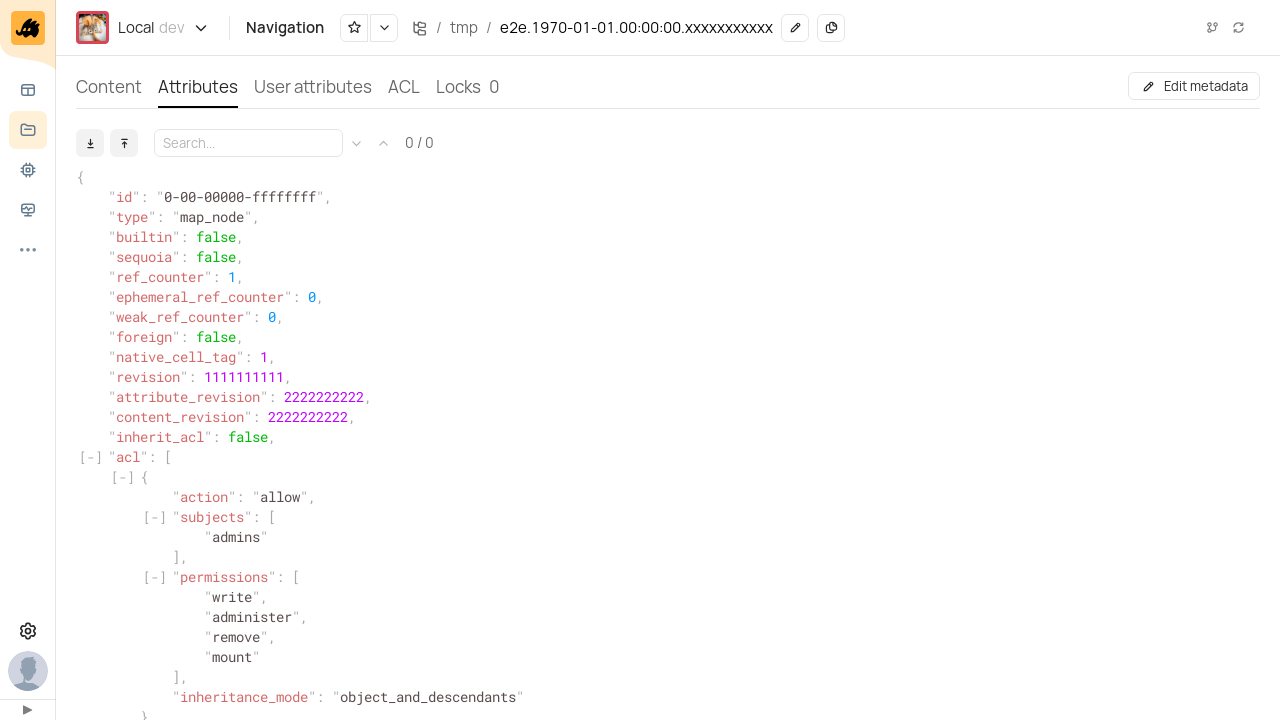 Local dev
Navigation
/ tmp / e2e.1970-01-01.00:00:00.xxxxxxxxxxx
Content Attributes User attributes ACL Locks 0
Edit metadata
Search... 0 / 0
{
"id": "0-00-00000-ffffffff",
"type": "map_node",
"builtin": false,
"sequoia": false,
"ref_counter": 1,
"ephemeral_ref_counter": 0,
"weak_ref_counter": 0,
"foreign": false,
"native_cell_tag": 1,
"revision": 1111111111,
"attribute_revision": 2222222222,
"content_revision": 2222222222,
"inherit_acl": false,
[-] "acl": [
[-] {
"action": "allow",
[-] "subjects": [
"admins"
],
[-] "permissions": [
"write",
"administer",
"remove",
"mount"
],
"inheritance_mode": "object_and_descendants"
}